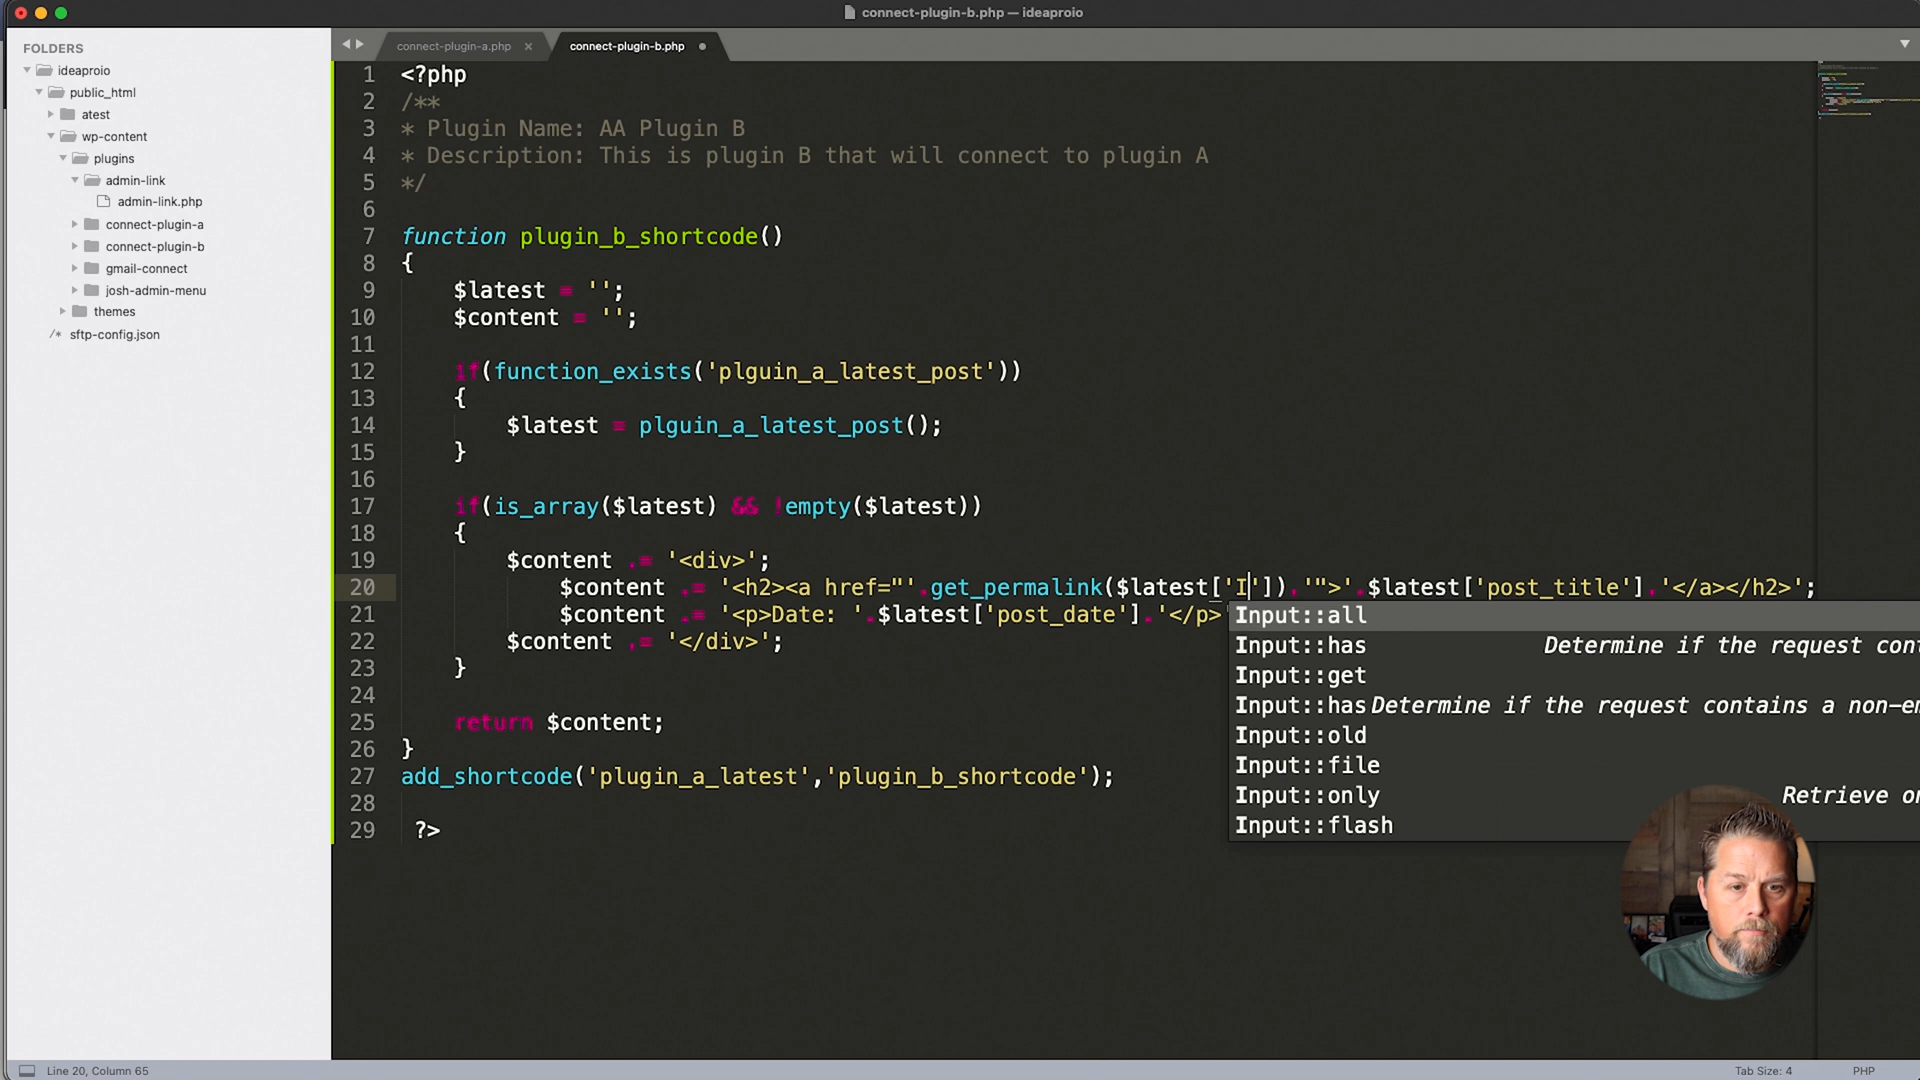 connect-plugin-b.php — ideaproio
FOLDERS
ideaproio
public_html
atest
wp-content
plugins
admin-link
admin-link.php
connect-plugin-a
connect-plugin-b
gmail-connect
josh-admin-menu
themes
/* sftp-config.json
connect-plugin-a.php ×
connect-plugin-b.php
1 <?php
2 /**
3 * Plugin Name: AA Plugin B
4 * Description: This is plugin B that will connect to plugin A
5 */
6
7 function plugin_b_shortcode()
8 {
9 $latest = '';
10 $content = '';
11
12 if(function_exists('plguin_a_latest_post'))
13 {
14 $latest = plguin_a_latest_post();
15 }
16
17 if(is_array($latest) && !empty($latest))
18 {
19 $content .= '<div>';
20 $content .= '<h2><a href="'.get_permalink($latest['I']).'">'.$latest['post_title'].'</a></h2>';
21 $content .= '<p>Date: '.$latest['post_date'].'</p>'
22 $content .= '</div>';
23 }
24
25 return $content;
26 }
27 add_shortcode('plugin_a_latest','plugin_b_shortcode');
28
29 ?>
Input::all
Input::has Determine if the request cont
Input::get
Input::has Determine if the request contains a non-em
Input::old
Input::file
Input::only Retrieve on
Input::flash
Line 20, Column 65
Tab Size: 4
PHP